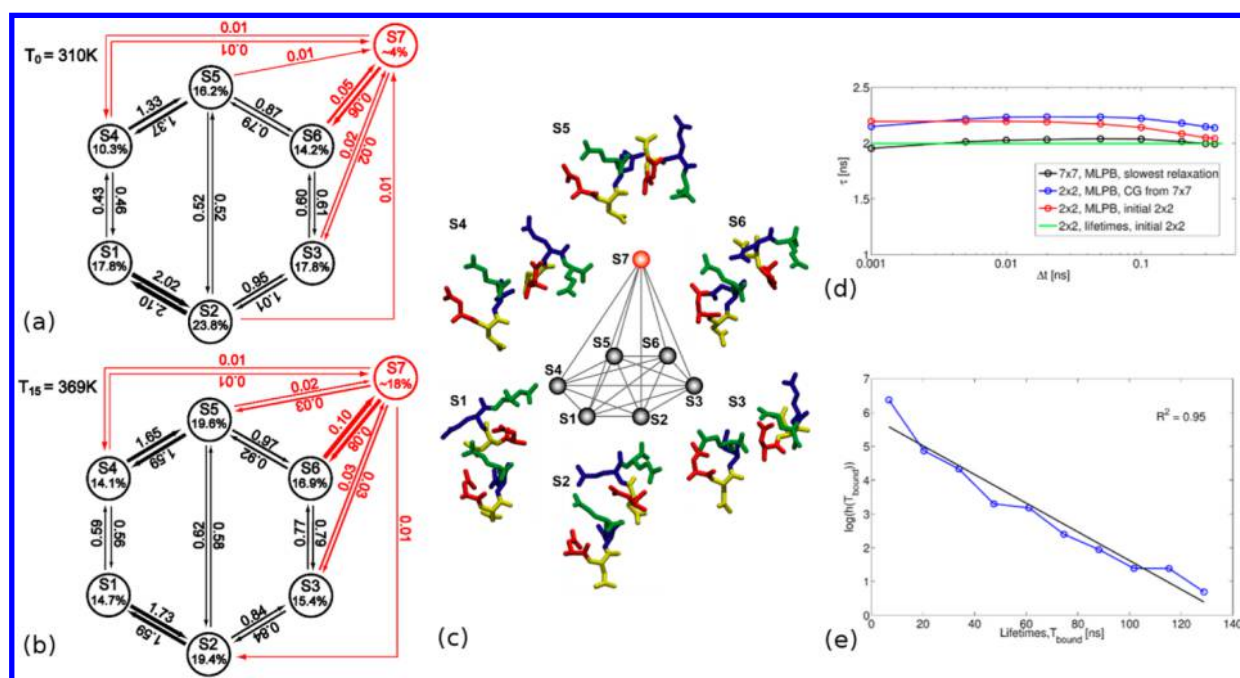 (a)
T₀ = 310K
0.01
0.01
0.01
S7
~4%
S5
16.2%
1.33
1.37
0.87
0.79
0.05
0.06
S4
10.3%
S6
14.2%
0.02
0.02
0.43
0.46
0.52
0.52
0.60
0.61
0.01
S1
17.8%
S3
17.8%
2.02
2.10
0.95
1.01
S2
23.8%
(b)
T₁₅ = 369K
0.01
0.01
0.02
0.03
S7
~18%
S5
19.6%
1.65
1.59
0.87
0.92
0.10
0.08
S4
14.1%
S6
16.9%
0.03
0.03
0.59
0.56
0.62
0.58
0.77
0.79
0.01
S1
14.7%
S3
15.4%
1.73
1.59
0.84
0.84
S2
19.4%
(c)
S5
S4
S6
S7
S5
S6
S4
S3
S1
S2
S1
S3
S2
(d)
2.5
2
1
τ [ns]
7x7, MLPB, slowest relaxation
2x2, MLPB, CG from 7x7
2x2, MLPB, initial 2x2
2x2, lifetimes, initial 2x2
0.001
0.01
0.1
Δt [ns]
(e)
7
6
5
4
3
2
1
0
log(h(T_bound))
R² = 0.95
0
20
40
60
80
100
120
140
Lifetimes,T_bound [ns]